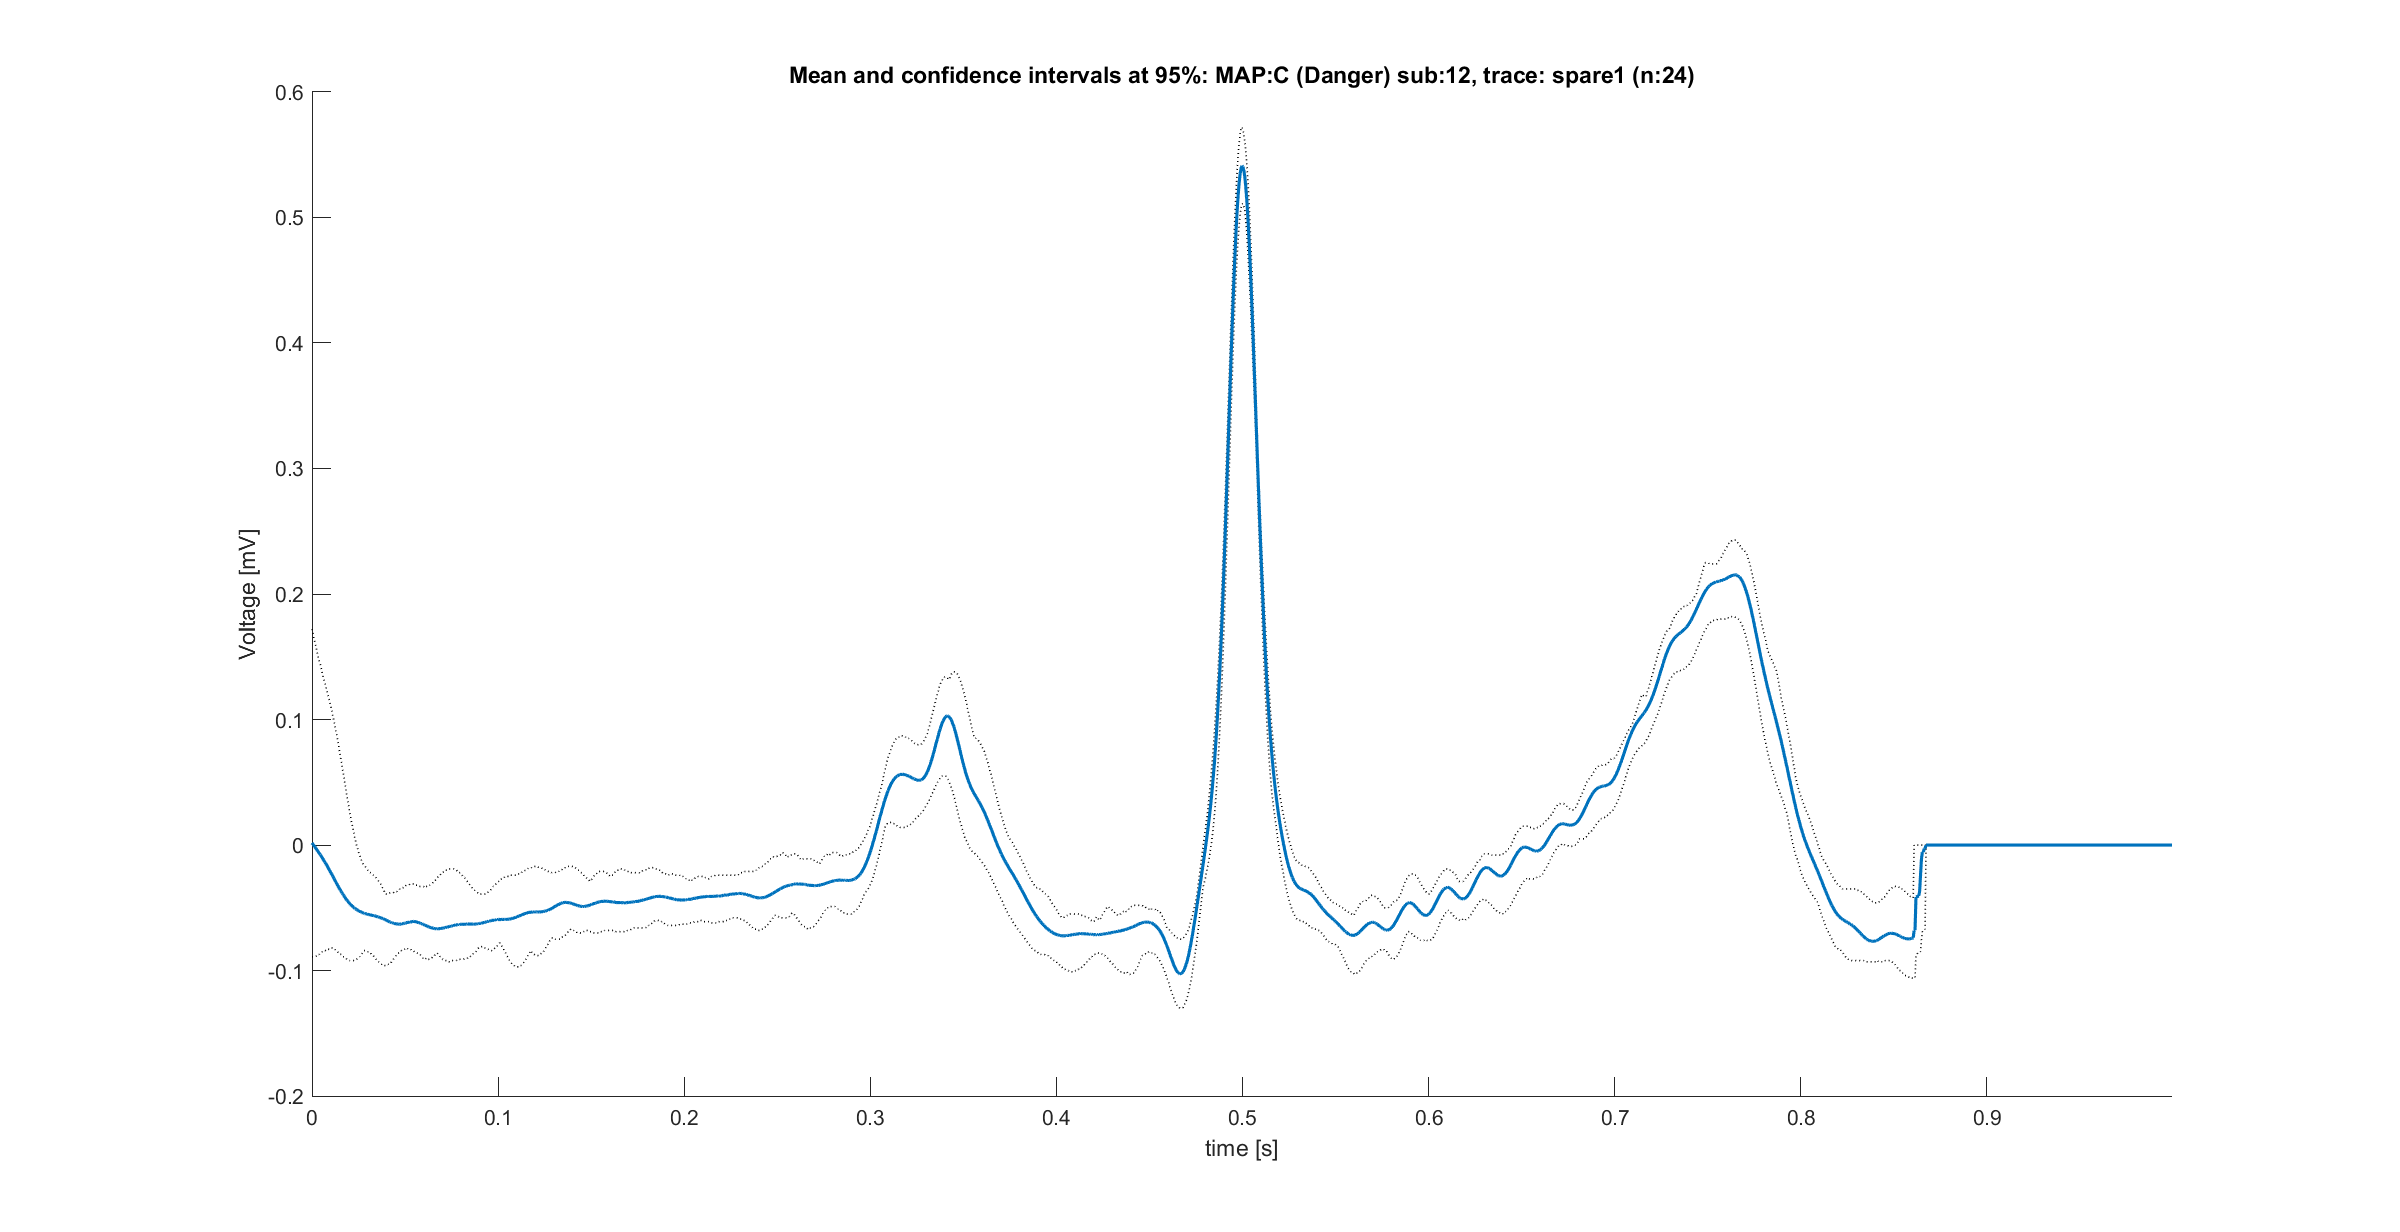 Mean and confidence intervals at 95%: MAP:C (Danger) sub:12, trace: spare1 (n:24)
0.6
0.5
0.4
0.3
0.2
0.1
0
-0.1
-0.2
Voltage [mV]
0 0.1 0.2 0.3 0.4 0.5 0.6 0.7 0.8 0.9
time [s]